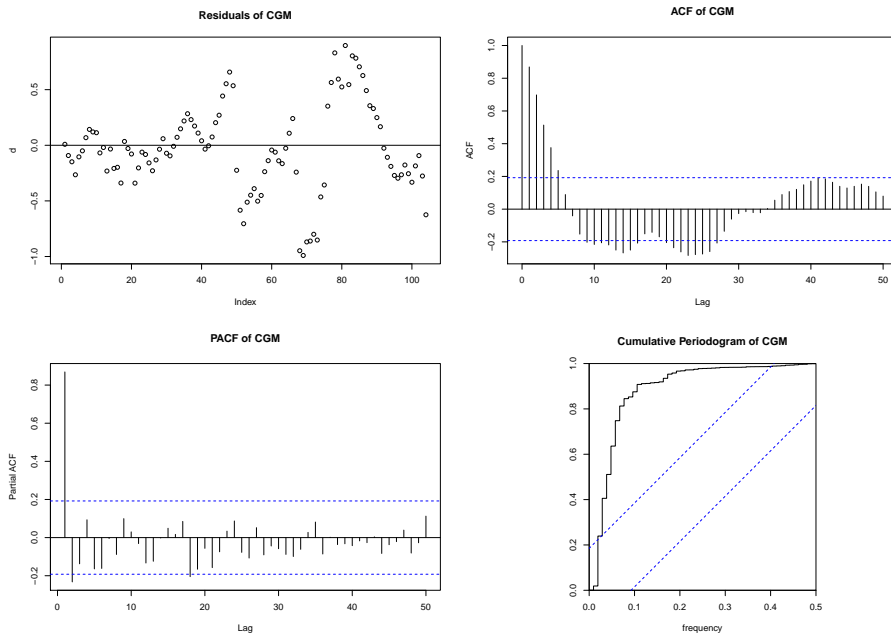 Residuals of CGM
d
0.5
0.0
−0.5
−1.0
0 20 40 60 80 100
Index
ACF of CGM
ACF
1.0
0.8
0.6
0.4
0.2
0.0
−0.2
0 10 20 30 40 50
Lag
PACF of CGM
Partial ACF
0.8
0.6
0.4
0.2
0.0
−0.2
0 10 20 30 40 50
Lag
Cumulative Periodogram of CGM
1.0
0.8
0.6
0.4
0.2
0.0
0.0 0.1 0.2 0.3 0.4 0.5
frequency